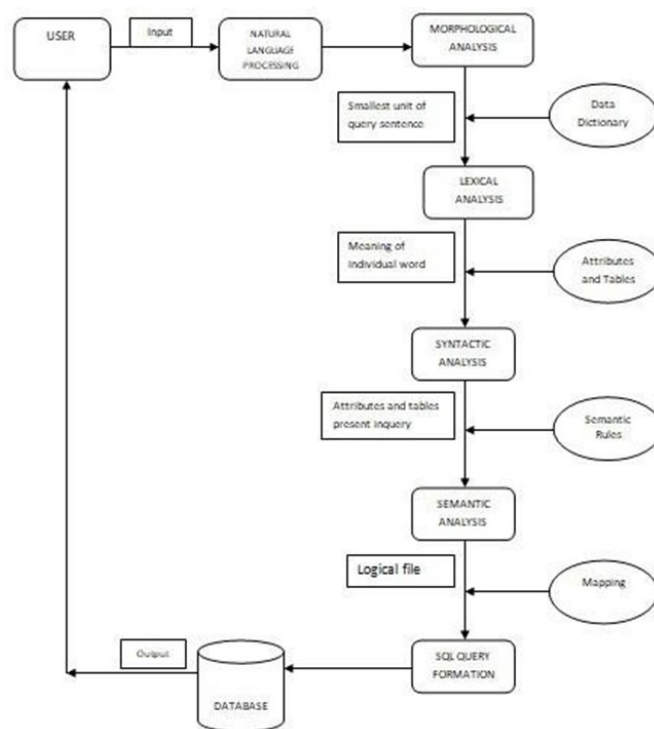 USER
Input
NATURAL
LANGUAGE
PROCESSING
MORPHOLOGICAL
ANALYSIS
Smallest unit of
query sentence
Data
Dictionary
LEXICAL
ANALYSIS
Meaning of
individual word
Attributes
and Tables
SYNTACTIC
ANALYSIS
Attributes and tables
present inquery
Semantic
Rules
SEMANTIC
ANALYSIS
Logical file
Mapping
SQL QUERY
FORMATION
Output
DATABASE